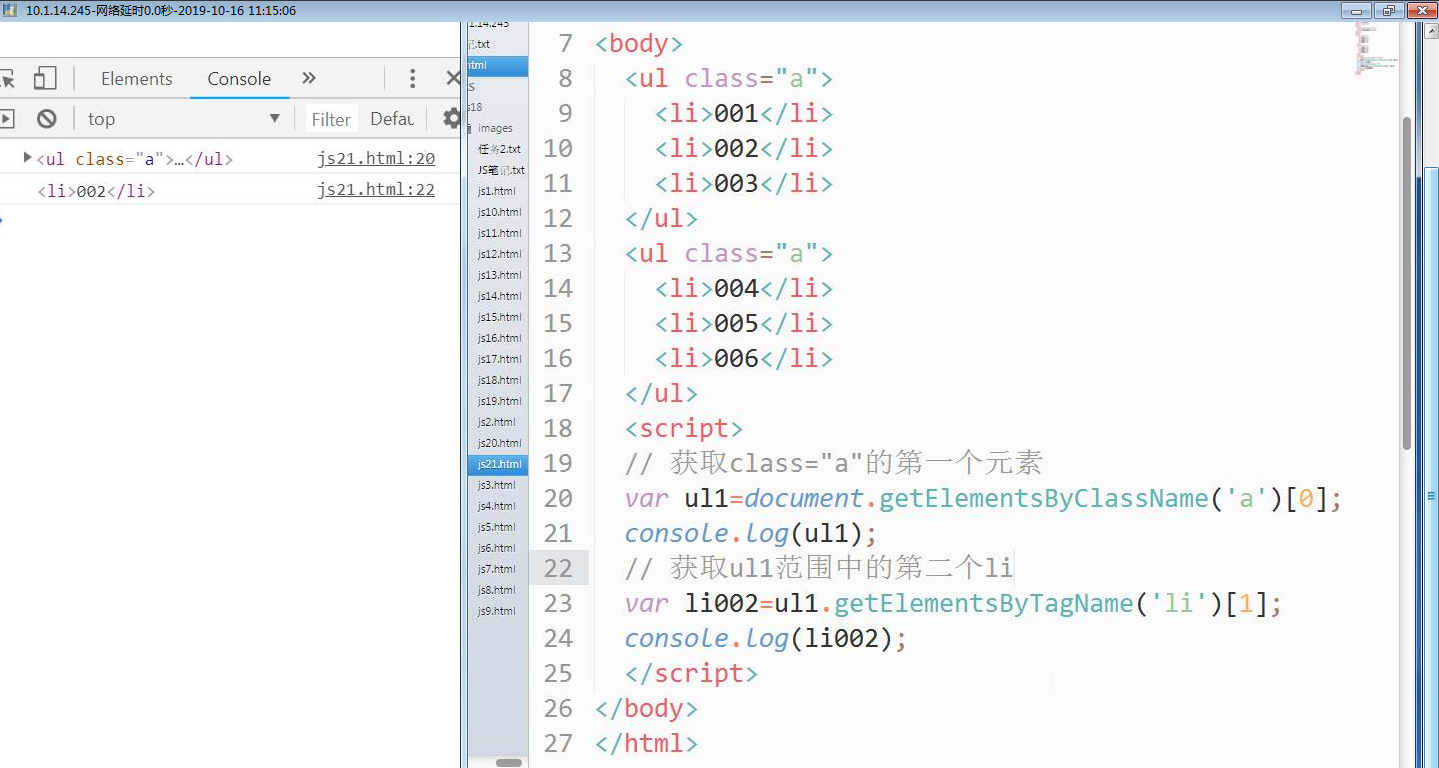 10.1.14.245-网络延时0.0秒-2019-10-16 11:15:06
Elements
Console
top
Filter
Defau
<ul class="a">…</ul>
js21.html:20
<li>002</li>
js21.html:22
1.14.245
记.txt
html
s
s18
images
任务2.txt
JS笔记.txt
js1.html
js10.html
js11.html
js12.html
js13.html
js14.html
js15.html
js16.html
js17.html
js18.html
js19.html
js2.html
js20.html
js21.html
js3.html
js4.html
js5.html
js6.html
js7.html
js8.html
js9.html
7 <body>
8 <ul class="a">
9 <li>001</li>
10 <li>002</li>
11 <li>003</li>
12 </ul>
13 <ul class="a">
14 <li>004</li>
15 <li>005</li>
16 <li>006</li>
17 </ul>
18 <script>
19 // 获取class="a"的第一个元素
20 var ul1=document.getElementsByClassName('a')[0];
21 console.log(ul1);
22 // 获取ul1范围中的第二个li
23 var li002=ul1.getElementsByTagName('li')[1];
24 console.log(li002);
25 </script>
26 </body>
27 </html>